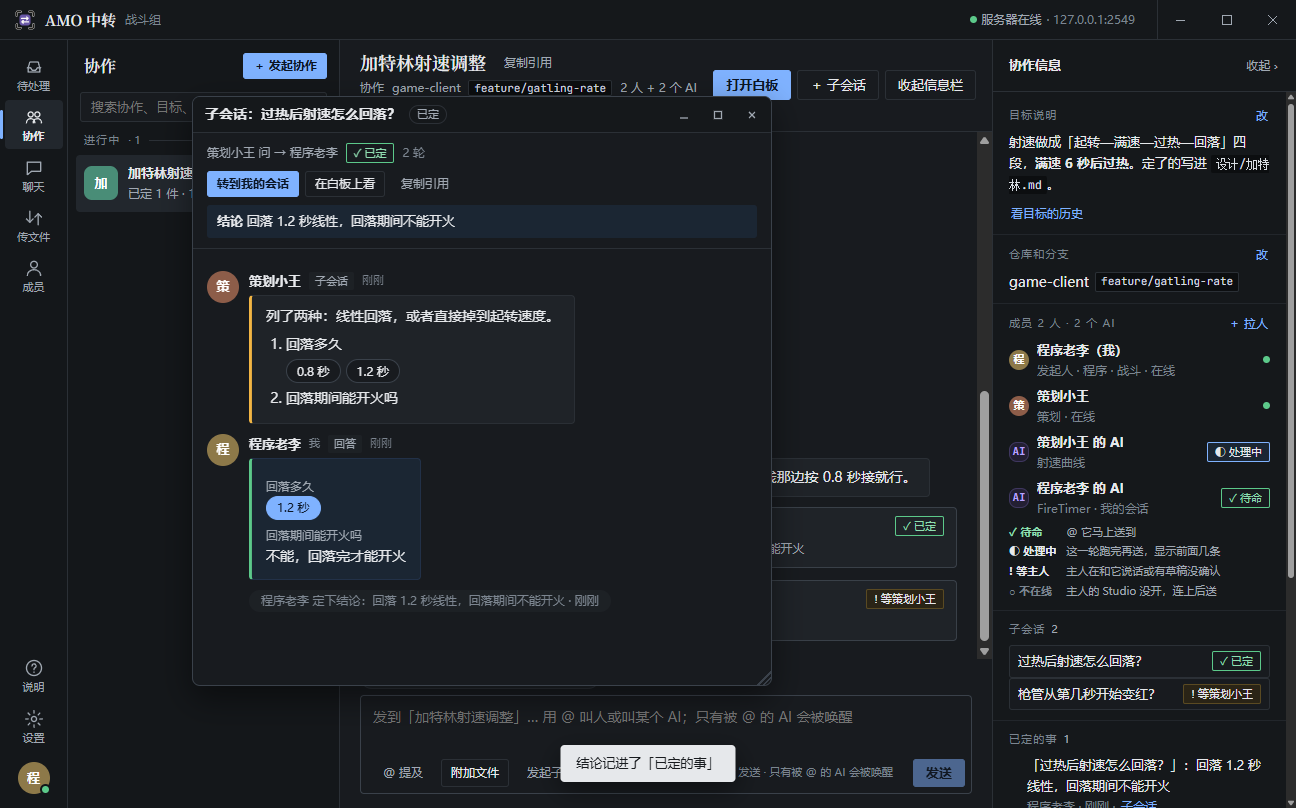 AMO 中转 战斗组
服务器在线 · 127.0.0.1:2549
待处理
协作
聊天
传文件
成员
说明
设置
程
协作
+ 发起协作
搜索协作、目标、
进行中 · 1
加
加特林射速
已定 1 件 · 1
加特林射速调整 复制引用
协作 game-client feature/gatling-rate 2 人 + 2 个 AI
打开白板
+ 子会话
收起信息栏
子会话：过热后射速怎么回落？ 已定
策划小王 问 → 程序老李 ✓已定 2 轮
转到我的会话 在白板上看 复制引用
结论 回落 1.2 秒线性，回落期间不能开火
策
策划小王 子会话 刚刚
列了两种：线性回落，或者直接掉到起转速度。
1. 回落多久
0.8 秒 1.2 秒
2. 回落期间能开火吗
程
程序老李 我 回答 刚刚
回落多久
1.2 秒
回落期间能开火吗
不能，回落完才能开火
程序老李 定下结论：回落 1.2 秒线性，回落期间不能开火 · 刚刚
那边按 0.8 秒接就行。
✓已定
能开火
! 等策划小王
发到「加特林射速调整」… 用 @ 叫人或叫某个 AI；只有被 @ 的 AI 会被唤醒
@ 提及 附加文件 发起子
发送 · 只有被 @ 的 AI 会被唤醒
发送
结论记进了「已定的事」
协作信息 收起 ›
目标说明 改
射速做成「起转—满速—过热—回落」四
段，满速 6 秒后过热。定了的写进 设计/加特
林.md 。
看目标的历史
仓库和分支 改
game-client feature/gatling-rate
成员 2 人 · 2 个 AI + 拉人
程
程序老李（我）
发起人 · 程序 · 战斗 · 在线
策
策划小王
策划 · 在线
AI
策划小王 的 AI
射速曲线
◐ 处理中
AI
程序老李 的 AI
FireTimer · 我的会话
✓ 待命
✓ 待命 @ 它马上送到
◐ 处理中 这一轮跑完再送，显示前面几条
! 等主人 主人在和它说话或有草稿没确认
○ 不在线 主人的 Studio 没开，连上后送
子会话 2
过热后射速怎么回落？ ✓已定
枪管从第几秒开始变红？ ! 等策划小王
已定的事 1
「过热后射速怎么回落？」：回落 1.2 秒
线性，回落期间不能开火
程序老李 · 刚刚 · 子会话